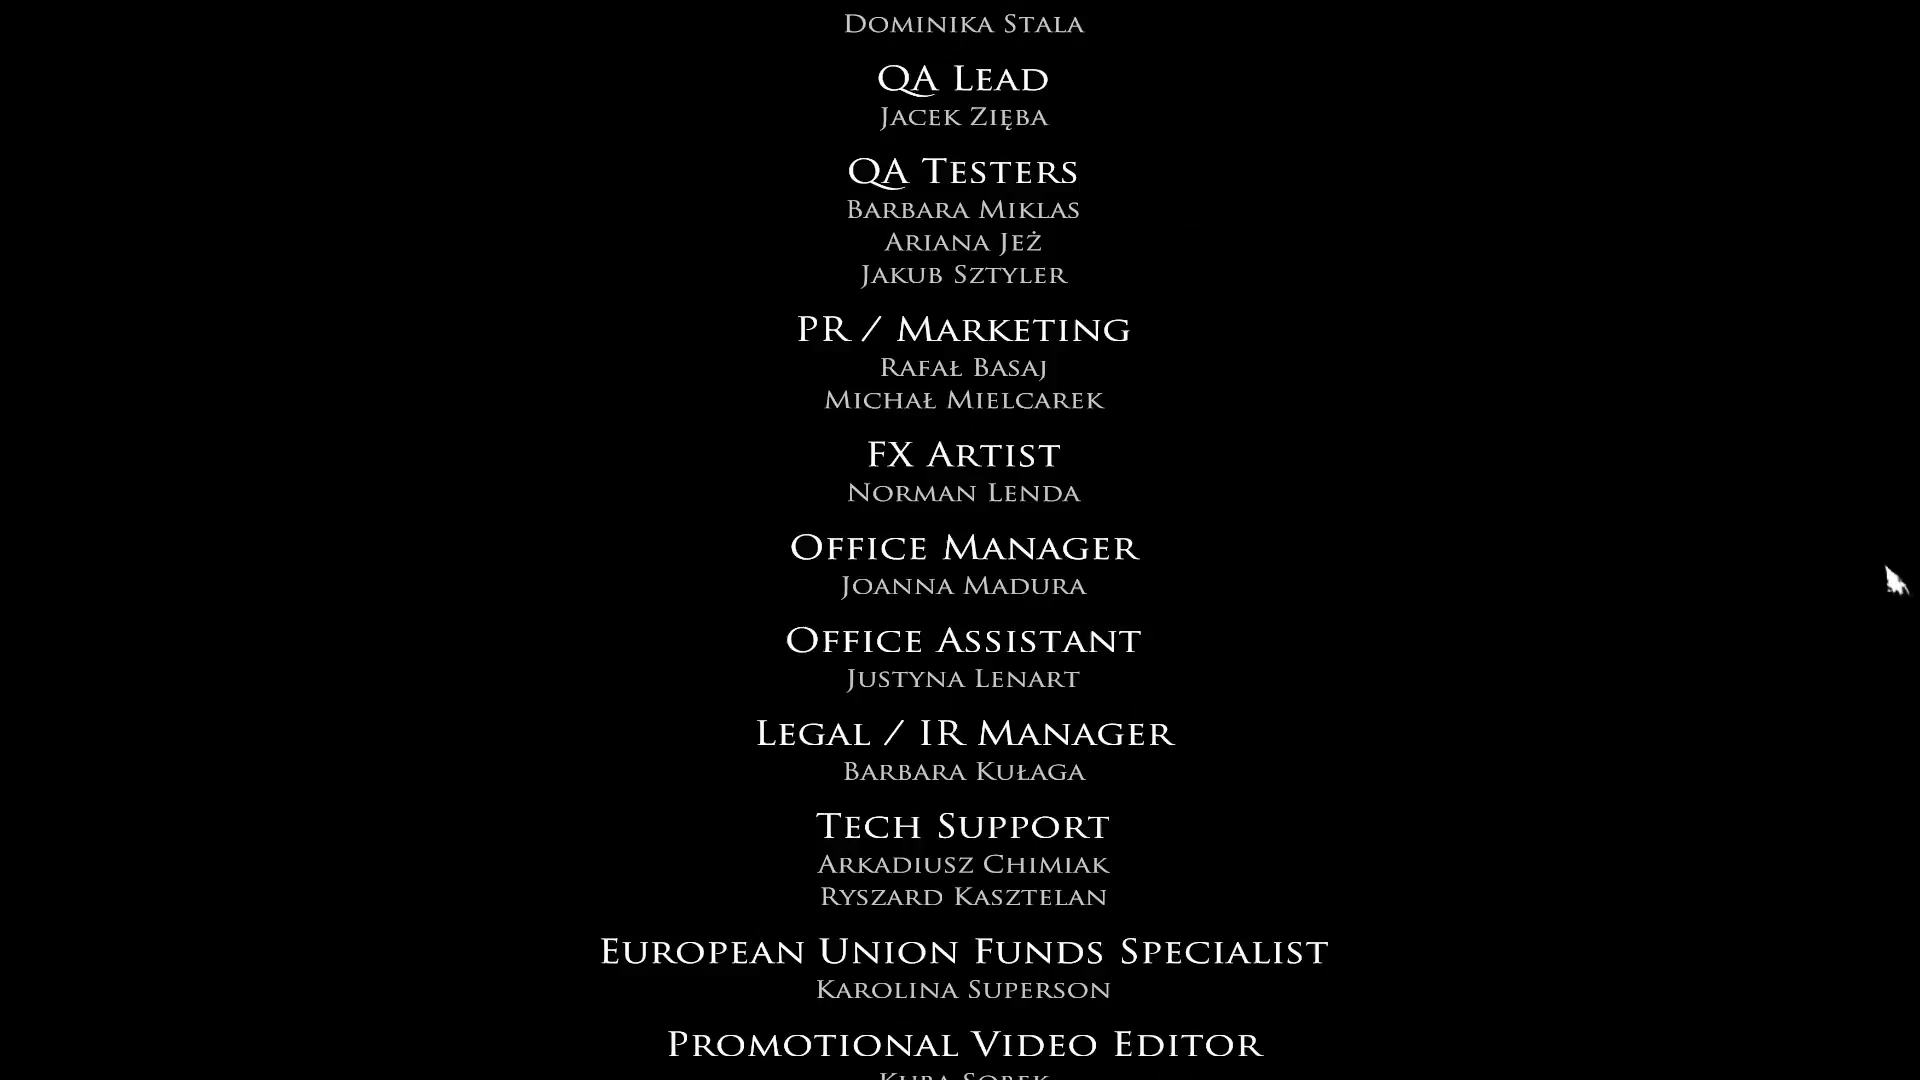 Dominika Stala
QA Lead
Jacek Zięba
QA Testers
Barbara Miklas
Ariana Jeż
Jakub Sztyler
PR / Marketing
Rafał Basaj
Michał Mielcarek
FX Artist
Norman Lenda
Office Manager
Joanna Madura
Office Assistant
Justyna Lenart
Legal / IR Manager
Barbara Kułaga
Tech Support
Arkadiusz Chimiak
Ryszard Kasztelan
European Union Funds Specialist
Karolina Superson
Promotional Video Editor
Kuba Sobek